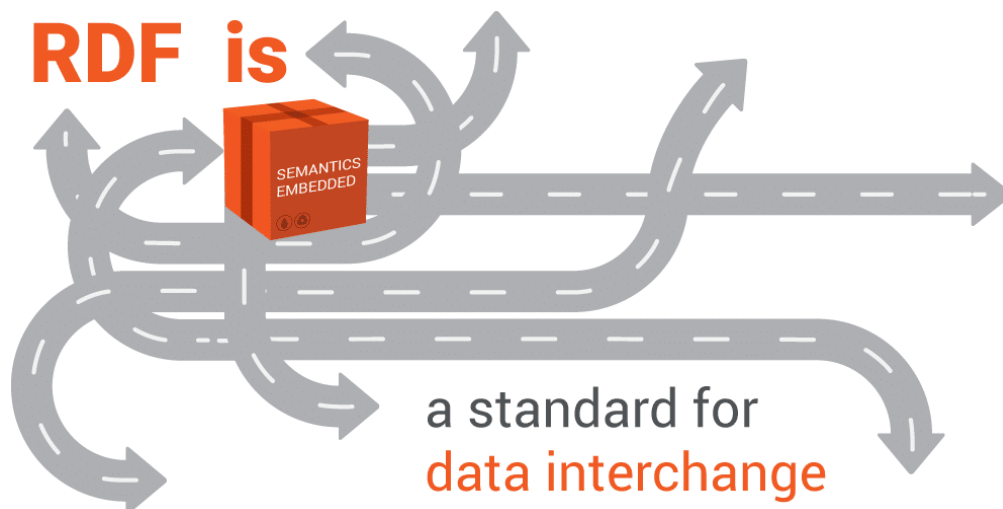 RDF is
SEMANTICS
EMBEDDED
a standard for
data interchange